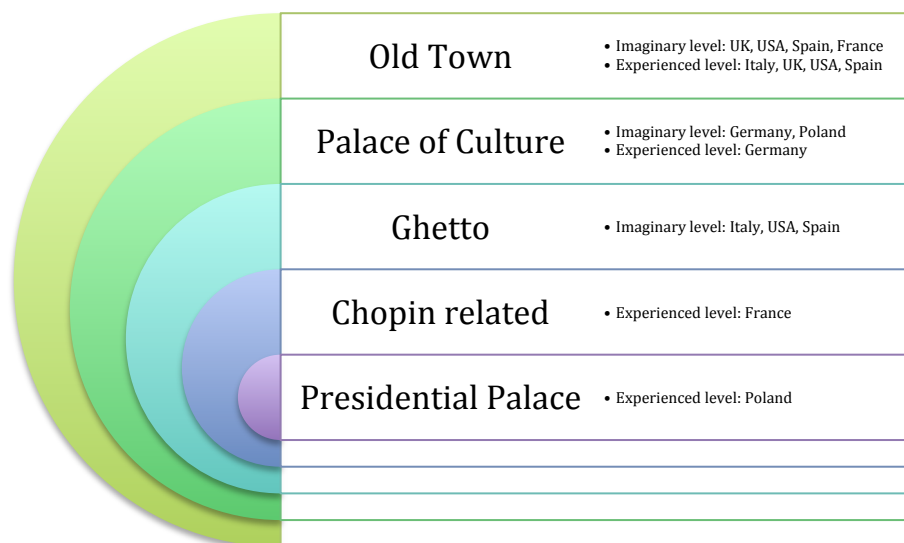 Old Town
• Imaginary level: UK, USA, Spain, France
• Experienced level: Italy, UK, USA, Spain
Palace of Culture
• Imaginary level: Germany, Poland
• Experienced level: Germany
Ghetto
• Imaginary level: Italy, USA, Spain
Chopin related
• Experienced level: France
Presidential Palace
• Experienced level: Poland